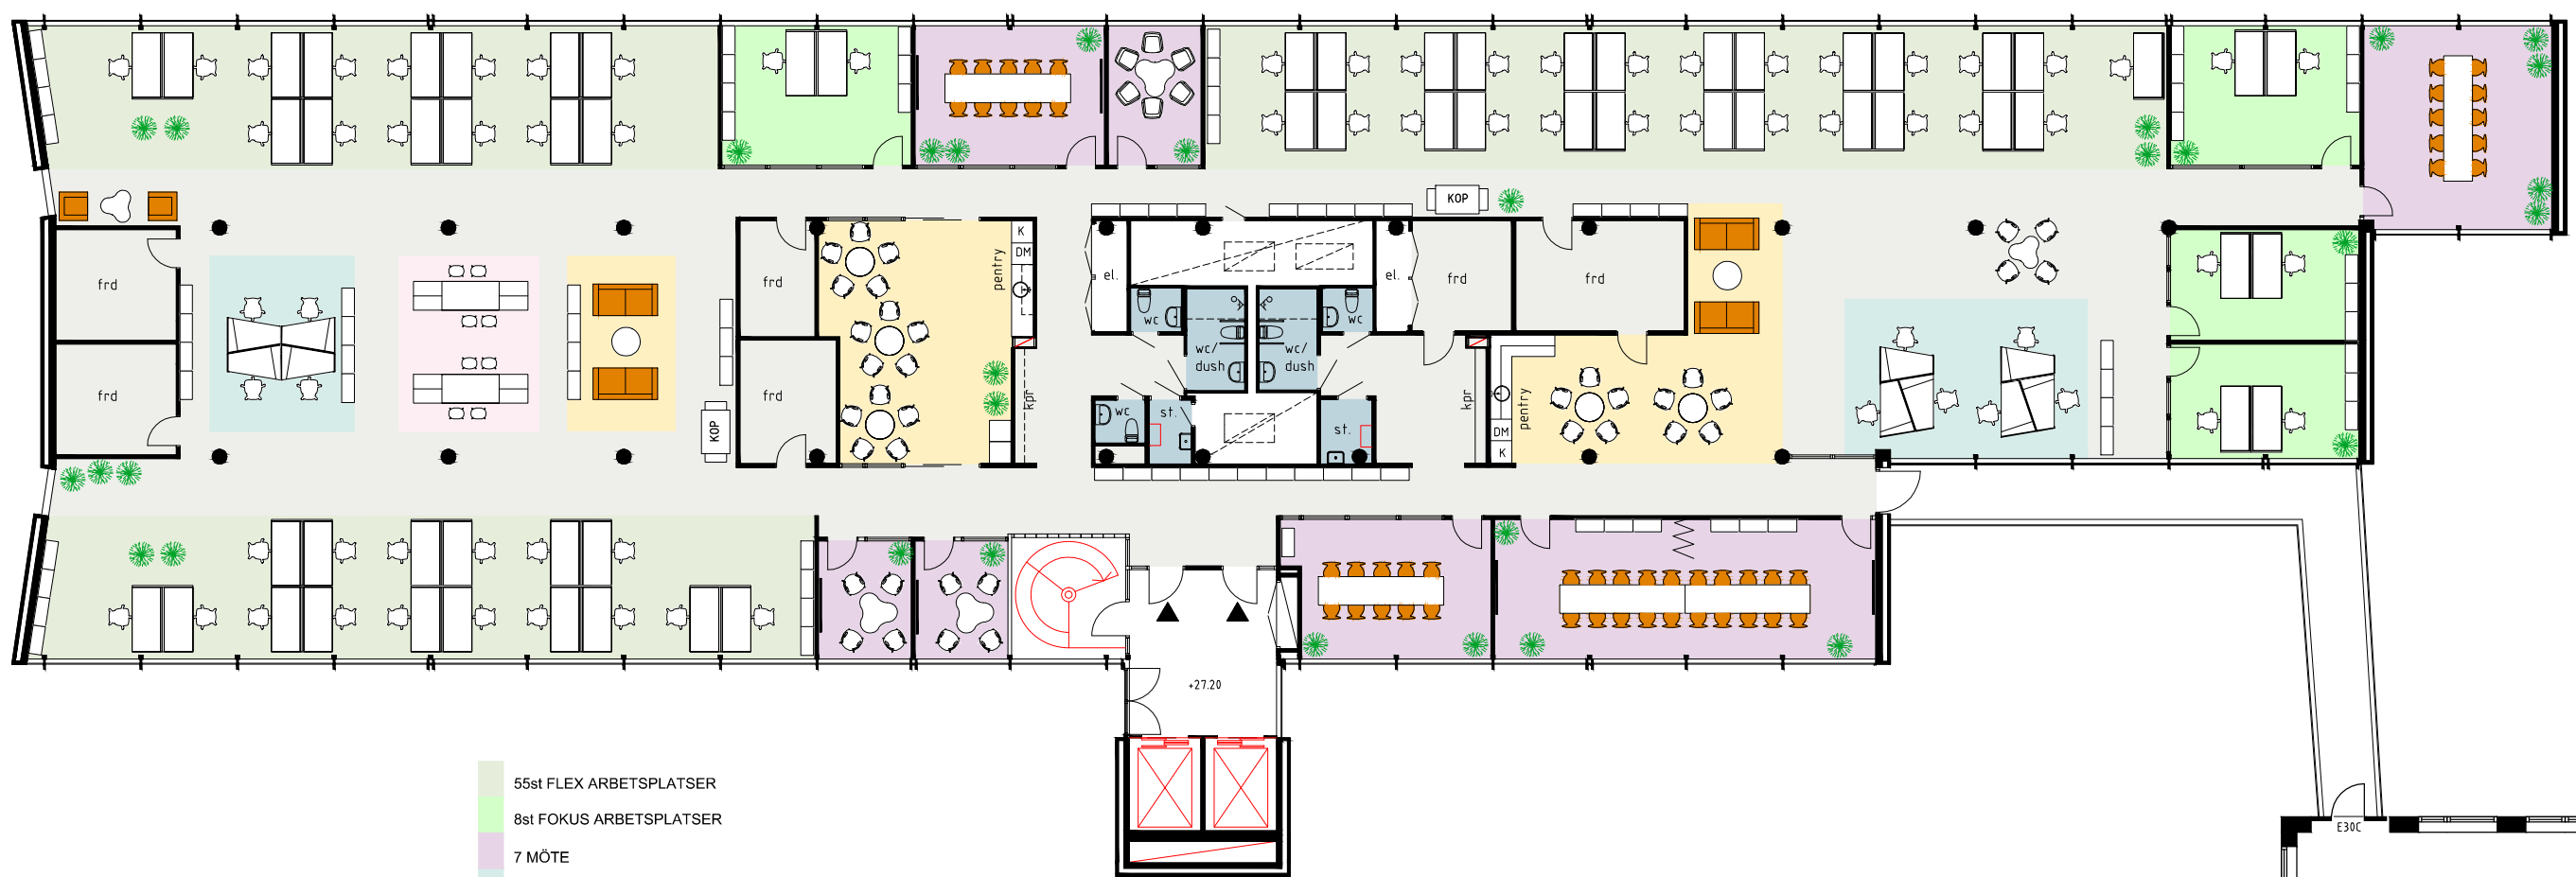 KOP
K
DM
pentry
frd
frd
el.
el.
frd
frd
frd
frd
wc
wc
wc/
dush
wc/
dush
kpr
kpr
pentry
wc
st.
st.
DM
K
KOP
+27.20
55st FLEX ARBETSPLATSER
8st FOKUS ARBETSPLATSER
7 MÖTE
E30C